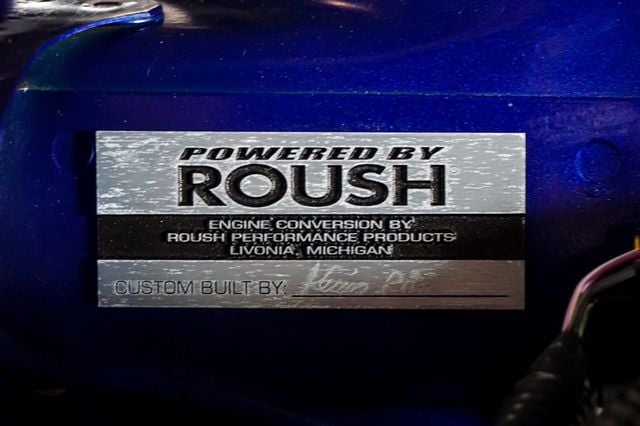 POWERED BY
ROUSH
ENGINE CONVERSION BY
ROUSH PERFORMANCE PRODUCTS
LIVONIA, MICHIGAN
CUSTOM BUILT BY: